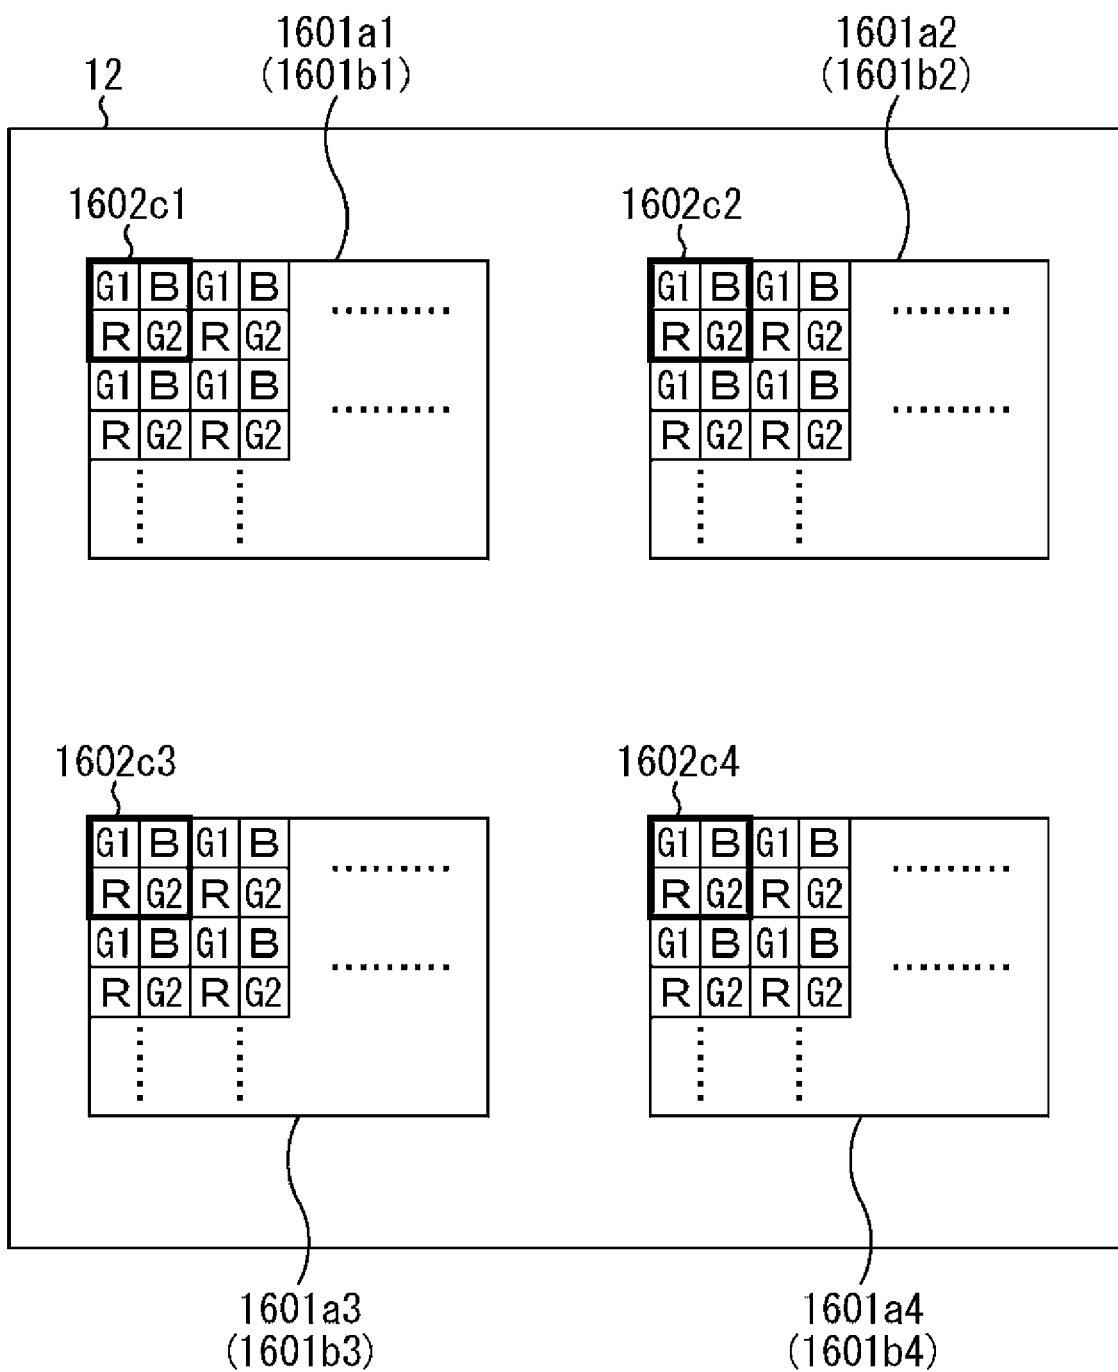 1601a1
(1601b1)
1601a2
(1601b2)
12
1602c1
1602c2
G1 B G1 B
R G2 R G2
G1 B G1 B
R G2 R G2
G1 B G1 B
R G2 R G2
G1 B G1 B
R G2 R G2
1602c3
1602c4
G1 B G1 B
R G2 R G2
G1 B G1 B
R G2 R G2
G1 B G1 B
R G2 R G2
G1 B G1 B
R G2 R G2
1601a3
(1601b3)
1601a4
(1601b4)